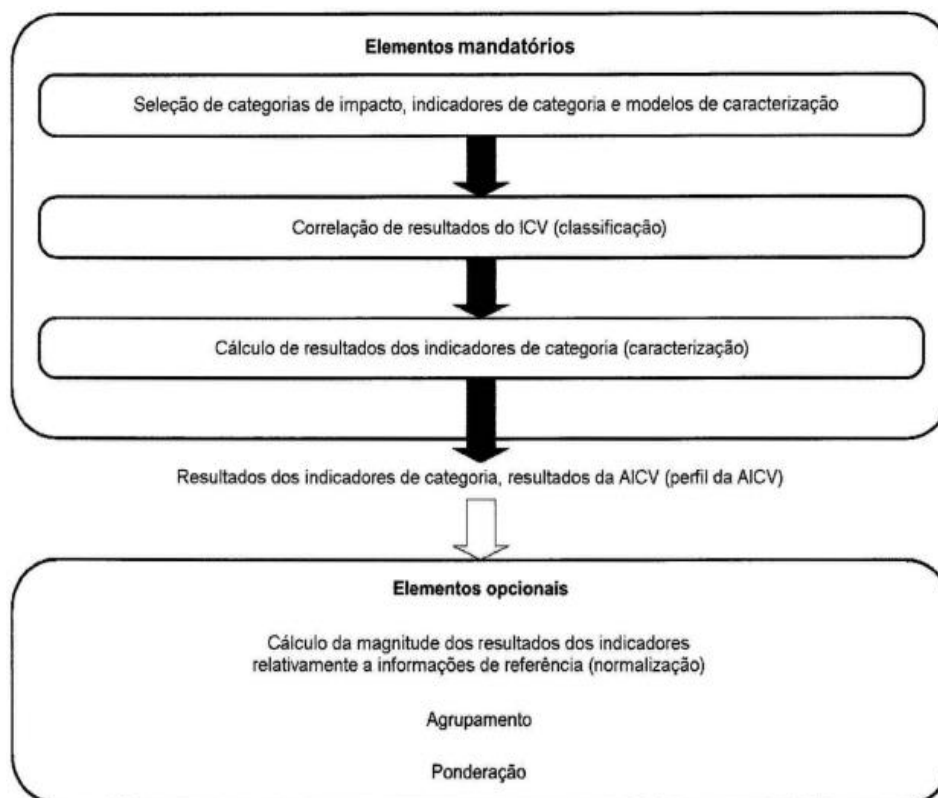 Elementos mandatórios
Seleção de categorias de impacto, indicadores de categoria e modelos de caracterização
Correlação de resultados do ICV (classificação)
Cálculo de resultados dos indicadores de categoria (caracterização)
Resultados dos indicadores de categoria, resultados da AICV (perfil da AICV)
Elementos opcionais
Cálculo da magnitude dos resultados dos indicadores
relativamente a informações de referência (normalização)
Agrupamento
Ponderação